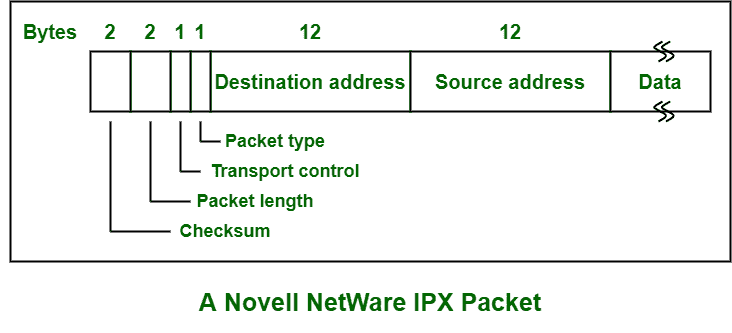 Bytes 2 2 1 1 12 12
Destination address Source address Data
Packet type
Transport control
Packet length
Checksum
A Novell NetWare IPX Packet